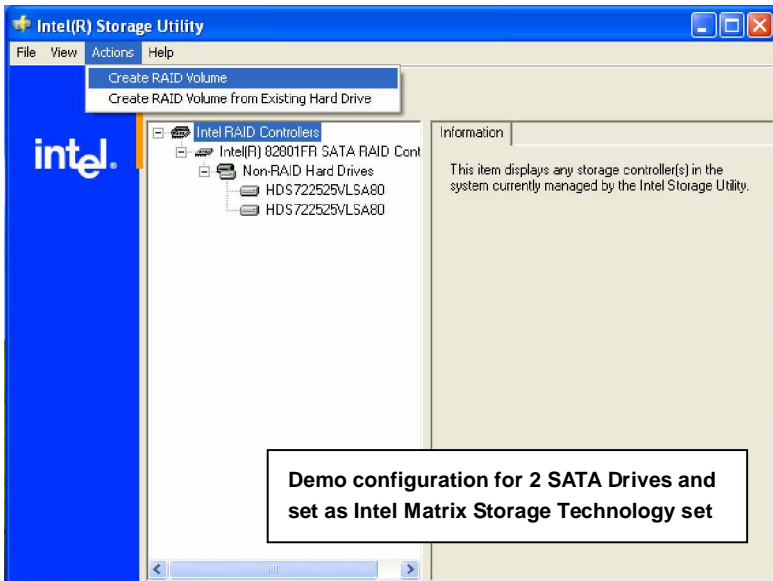 Intel(R) Storage Utility
File View Actions Help
Create RAID Volume
Create RAID Volume from Existing Hard Drive
intel.
Intel RAID Controllers
Intel(R) 82801FR SATA RAID Cont
Non-RAID Hard Drives
HDS722525VLSA80
HDS722525VLSA80
Information
This item displays any storage controller(s) in the
system currently managed by the Intel Storage Utility.
Demo configuration for 2 SATA Drives and
set as Intel Matrix Storage Technology set